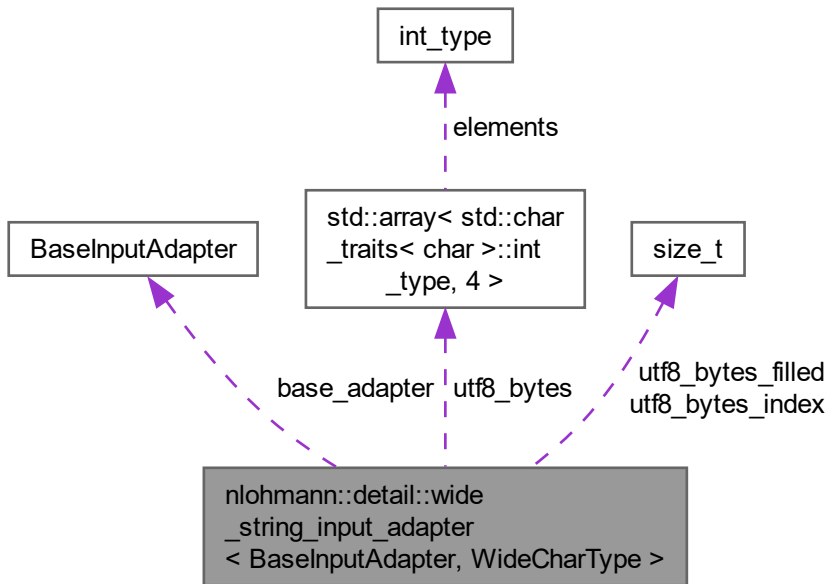 int_type
elements
std::array< std::char
_traits< char >::int
_type, 4 >
BaseInputAdapter
size_t
base_adapter
utf8_bytes
utf8_bytes_filled
utf8_bytes_index
nlohmann::detail::wide
_string_input_adapter
< BaseInputAdapter, WideCharType >